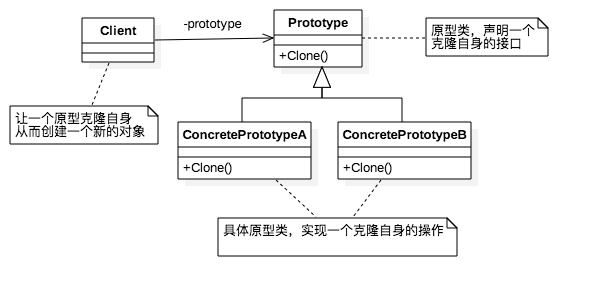 Client
-prototype
Prototype
+Clone()
原型类，声明一个
克隆自身的接口
让一个原型克隆自身
从而创建一个新的对象
ConcretePrototypeA
+Clone()
ConcretePrototypeB
+Clone()
具体原型类，实现一个克隆自身的操作